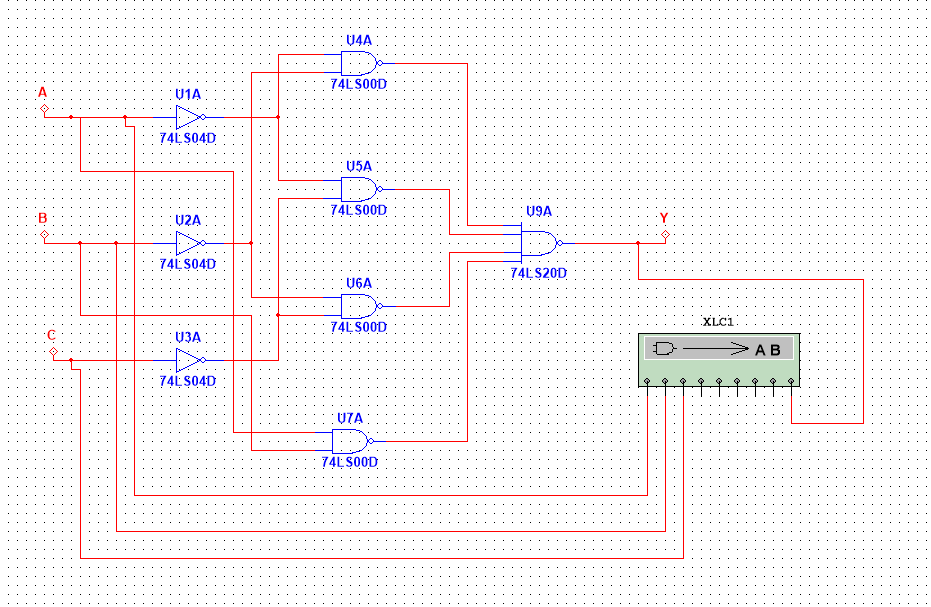 U4A
74LS00D
A
U1A
74LS04D
U5A
74LS00D
B
U2A
74LS04D
U9A
74LS20D
Y
U6A
74LS00D
C
U3A
74LS04D
XLC1
A B
U7A
74LS00D